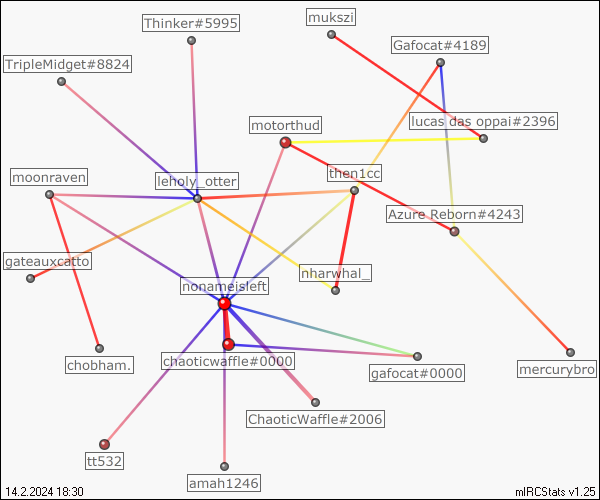 Thinker#5995
mukszi
Gafocat#4189
TripleMidget#8824
lucas das oppai#2396
motorthud
then1cc
moonraven
leholy_otter
Azure Reborn#4243
gateauxcatto
nharwhal_
nonameisleft
chobham.
chaoticwaffle#0000
gafocat#0000
mercurybro
ChaoticWaffle#2006
tt532
amah1246
14.2.2024 18:30
mIRCStats v1.25